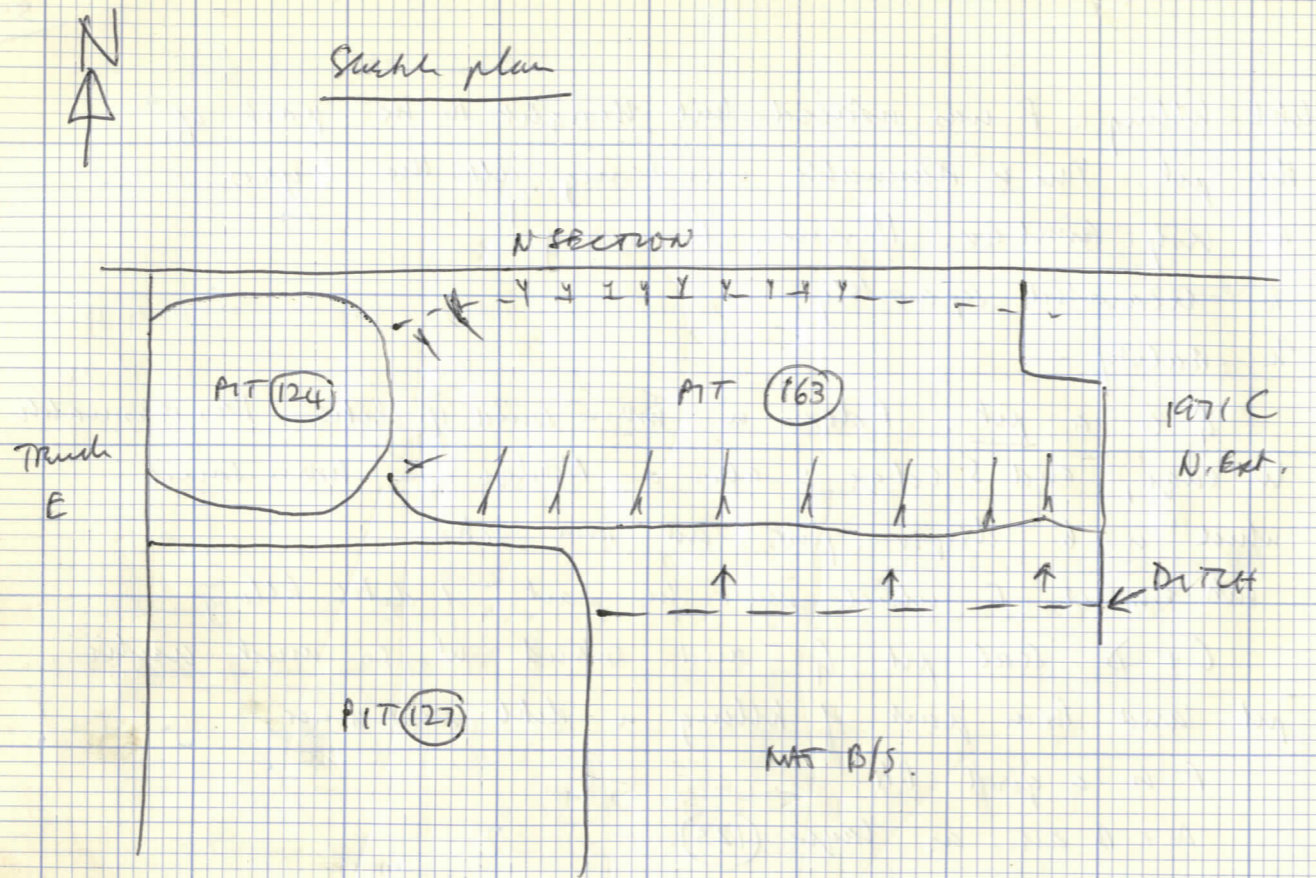 N
Sketch plan
N SECTION
PIT 124
PIT 163
1971 C
N. Ext.
Trench
E
DITCH
PIT 127
NAT B/S.